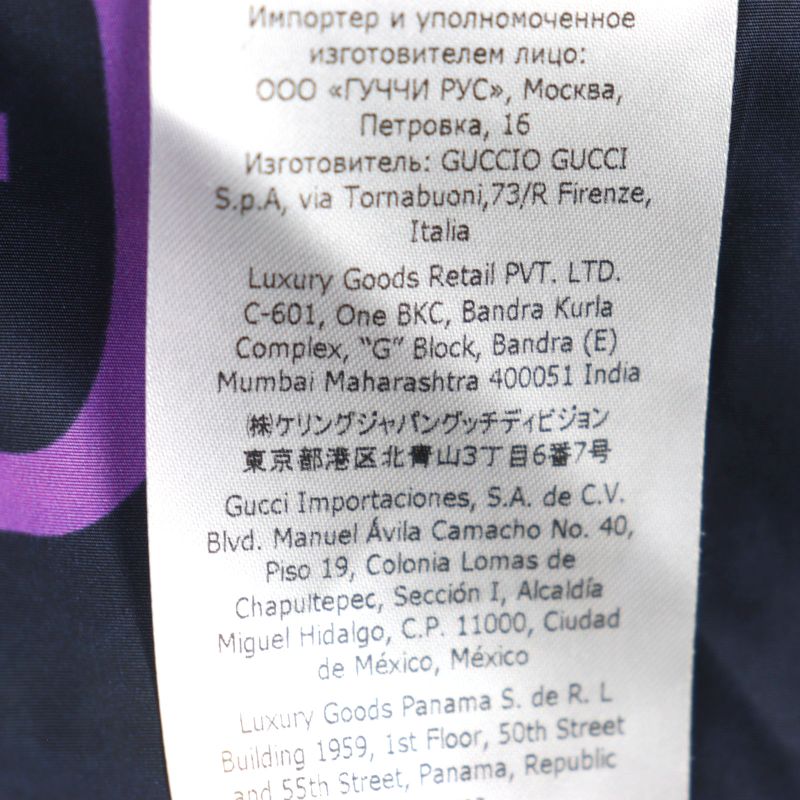 Импортер и уполномоченное
изготовителем лицо:
ООО «ГУЧЧИ РУС», Москва,
Петровка, 16
Изготовитель: GUCCIO GUCCI
S.p.A, via Tornabuoni,73/R Firenze,
Italia
Luxury Goods Retail PVT. LTD.
C-601, One BKC, Bandra Kurla
Complex, “G” Block, Bandra (E)
Mumbai Maharashtra 400051 India
㈱ケリングジャパングッチディビジョン
東京都港区北青山3丁目6番7号
Gucci Importaciones, S.A. de C.V.
Blvd. Manuel Ávila Camacho No. 40,
Piso 19, Colonia Lomas de
Chapultepec, Sección I, Alcaldía
Miguel Hidalgo, C.P. 11000, Ciudad
de México, México
Luxury Goods Panama S. de R. L
Building 1959, 1st Floor, 50th Street
and 55th Street, Panama, Republic